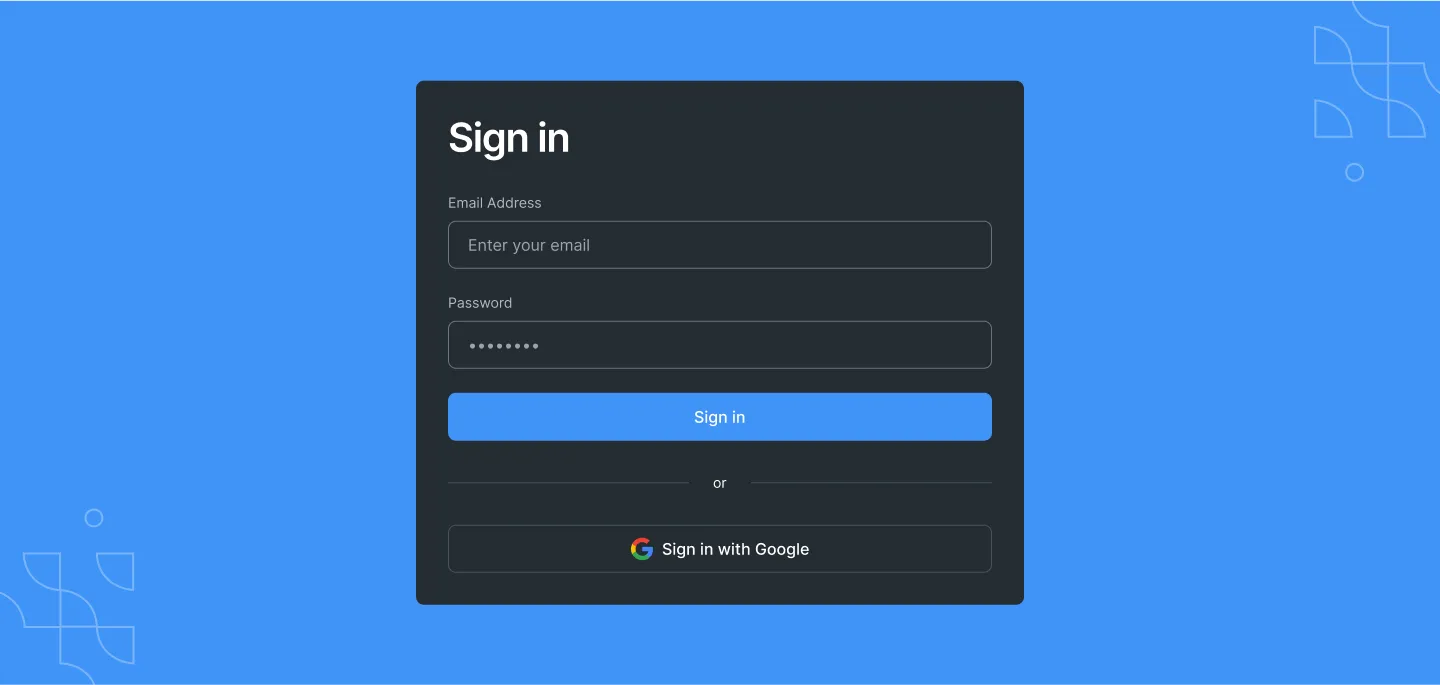 Sign in
Email Address
Enter your email
Password
••••••••
Sign in
or
Sign in with Google